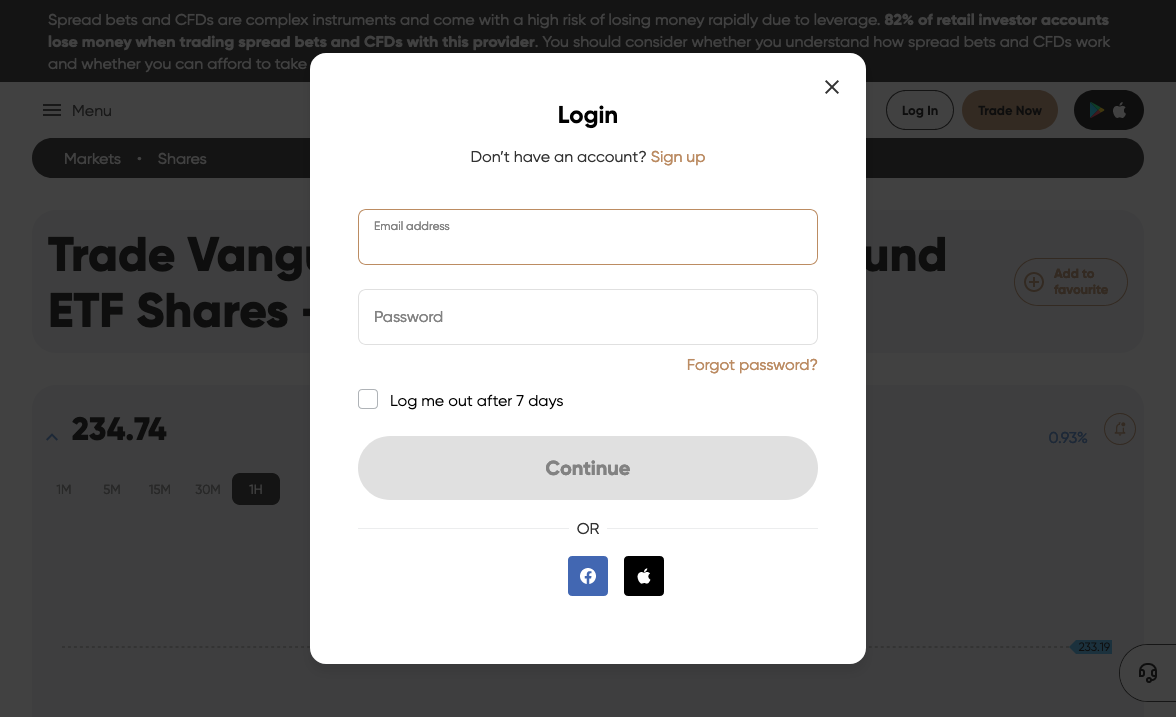 Spread bets and CFDs are complex instruments and come with a high risk of losing money rapidly due to leverage. 82% of retail investor accounts
lose money when trading spread bets and CFDs with this provider. You should consider whether you understand how spread bets and CFDs work
and whether you can afford to take
Menu
Log In
Trade Now
Markets • Shares
Trade und
ETF Shares -
Add to
favourite
234.74
0.93%
1M 5M 15M 30M 1H
233.19
Login
Don't have an account? Sign up
Email address
Password
Forgot password?
Log me out after 7 days
Continue
OR